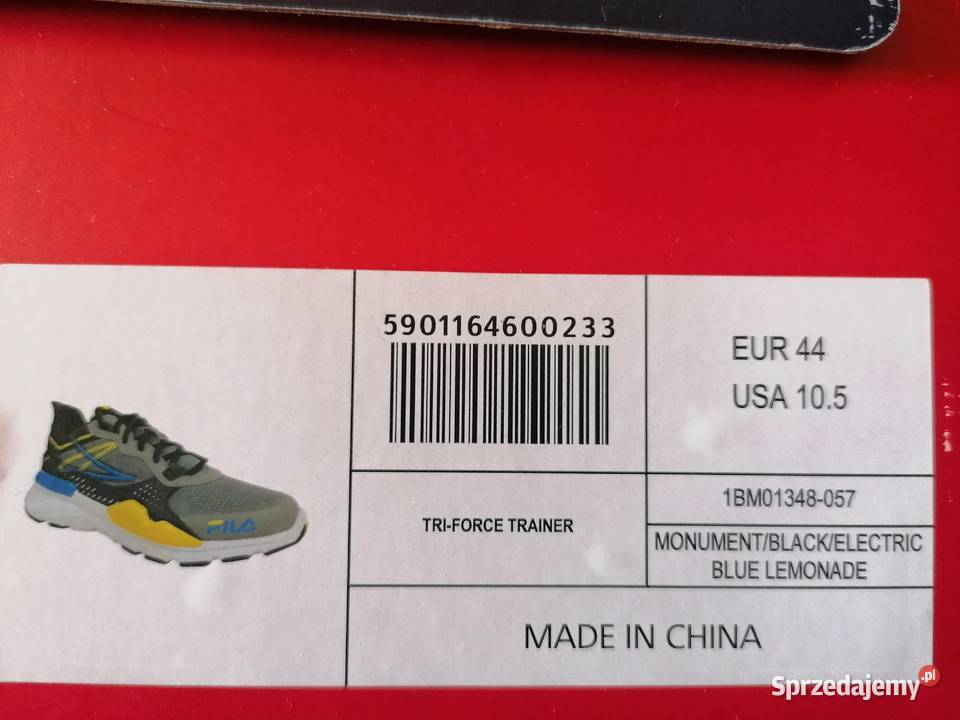 5901164600233
EUR 44
USA 10.5
FILA
TRI-FORCE TRAINER
1BM01348-057
MONUMENT/BLACK/ELECTRIC
BLUE LEMONADE
MADE IN CHINA
Sprzedajemy.pl